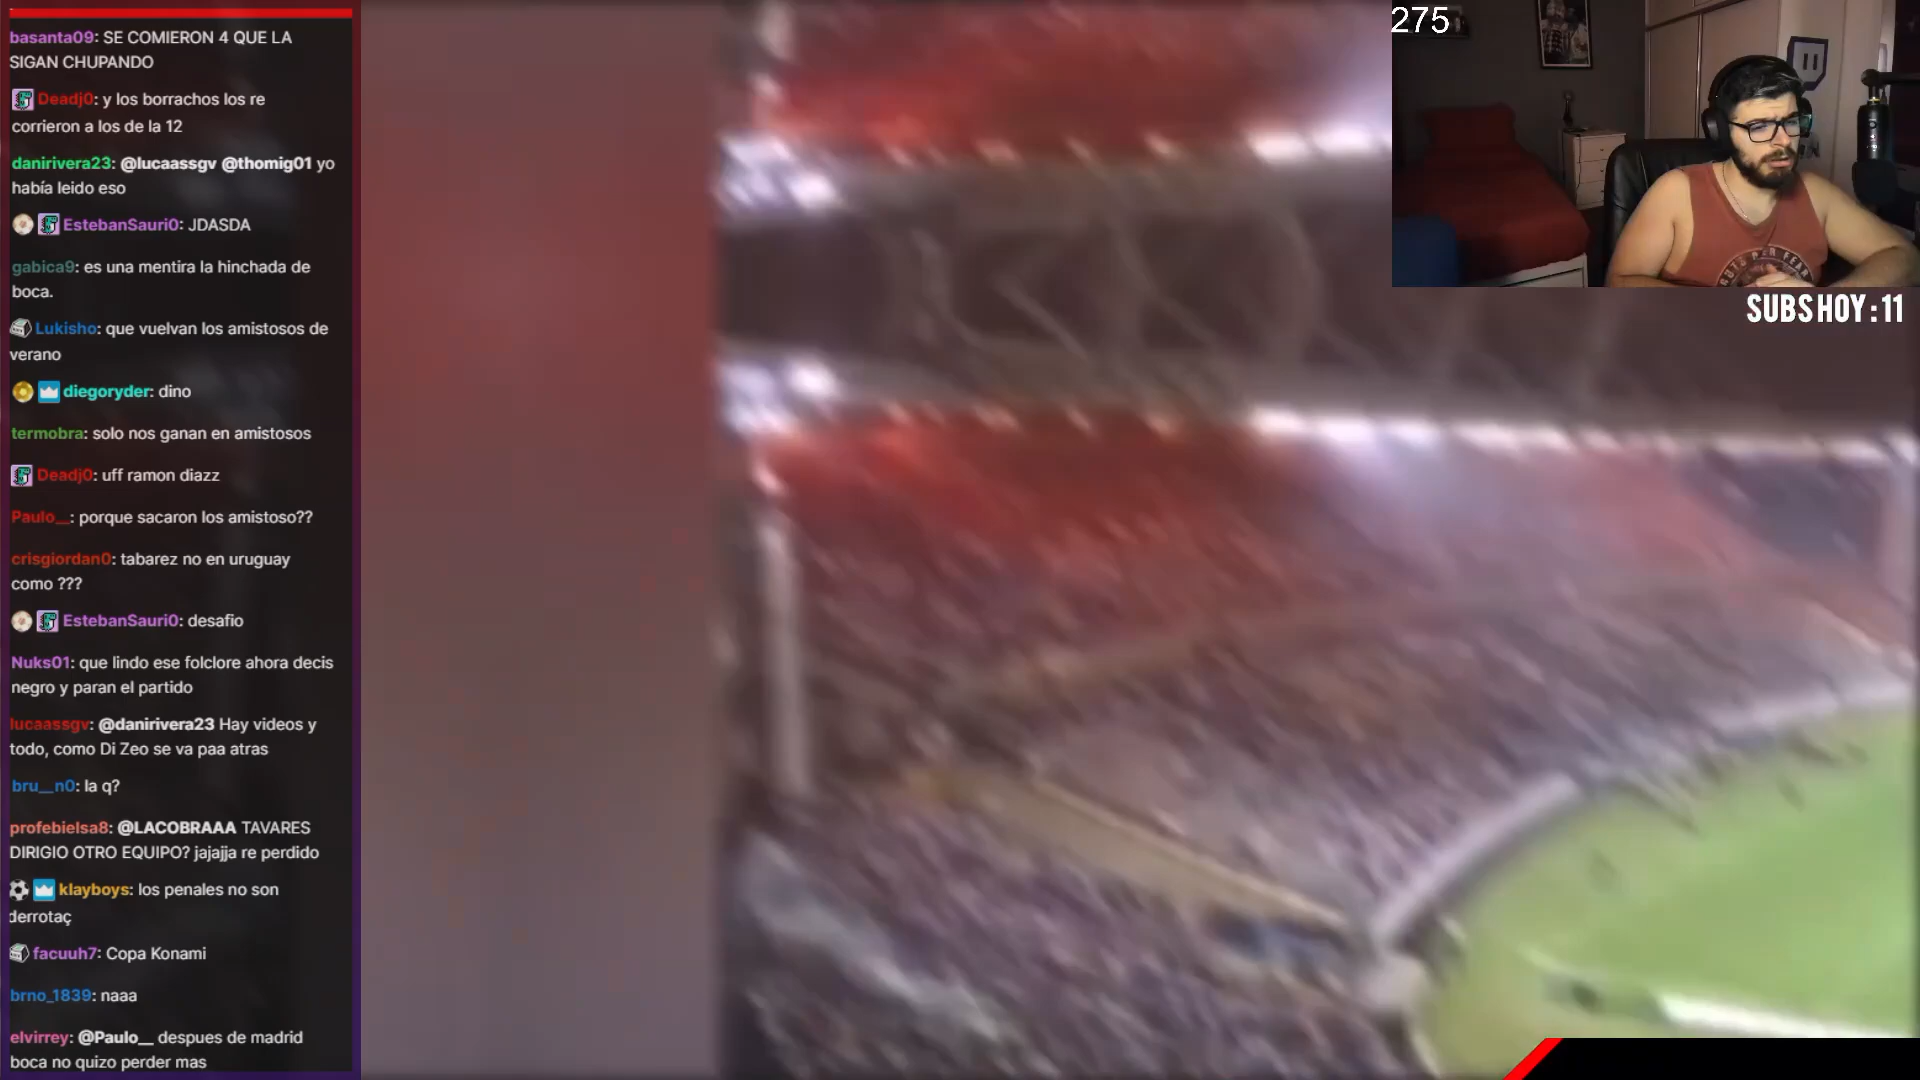 basanta09: SE COMIERON 4 QUE LA
SIGAN CHUPANDO
Deadj0: y los borrachos los re
corrieron a los de la 12
danirivera23: @lucaassgv @thomig01 yo
había leido eso
EstebanSauri0: JDASDA
gabica9: es una mentira la hinchada de
boca.
Lukisho: que vuelvan los amistosos de
verano
diegoryder: dino
termobra: solo nos ganan en amistosos
Deadj0: uff ramon diazz
Paulo__: porque sacaron los amistoso??
crisgiordan0: tabarez no en uruguay
como ???
EstebanSauri0: desafio
Nuks01: que lindo ese folclore ahora decis
negro y paran el partido
lucaassgv: @danirivera23 Hay videos y
todo, como Di Zeo se va paa atras
bru__n0: la q?
profebielsa8: @LACOBRAAA TAVARES
DIRIGIO OTRO EQUIPO? jajajja re perdido
klayboys: los penales no son
derrotaç
facuuh7: Copa Konami
brno_1839: naaa
elvirrey: @Paulo__ despues de madrid
boca no quizo perder mas
275
SUBS HOY: 11